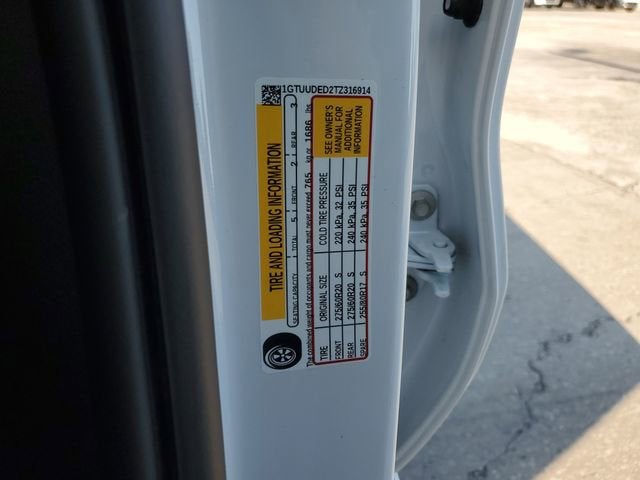 1GTUUDED2TZ316914
TIRE AND LOADING INFORMATION
SEATING CAPACITY TOTAL 5 FRONT 2 REAR 3
The combined weight of occupants and cargo must never exceed 765 kg or 1686 lbs
TIRE ORIGINAL SIZE COLD TIRE PRESSURE
FRONT 275/60R20 S 220 kPa, 32 PSI
REAR 275/60R20 S 240 kPa, 35 PSI
SPARE 255/80R17 S 240 kPa, 35 PSI
SEE OWNER'S
MANUAL FOR
ADDITIONAL
INFORMATION